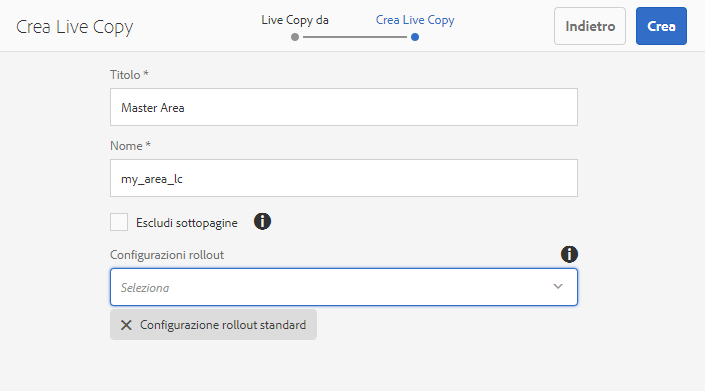 Crea Live Copy
Live Copy da
Crea Live Copy
Indietro
Crea
Titolo *
Master Area
Nome *
my_area_lc
Escludi sottopagine
Configurazioni rollout
Seleziona
Configurazione rollout standard